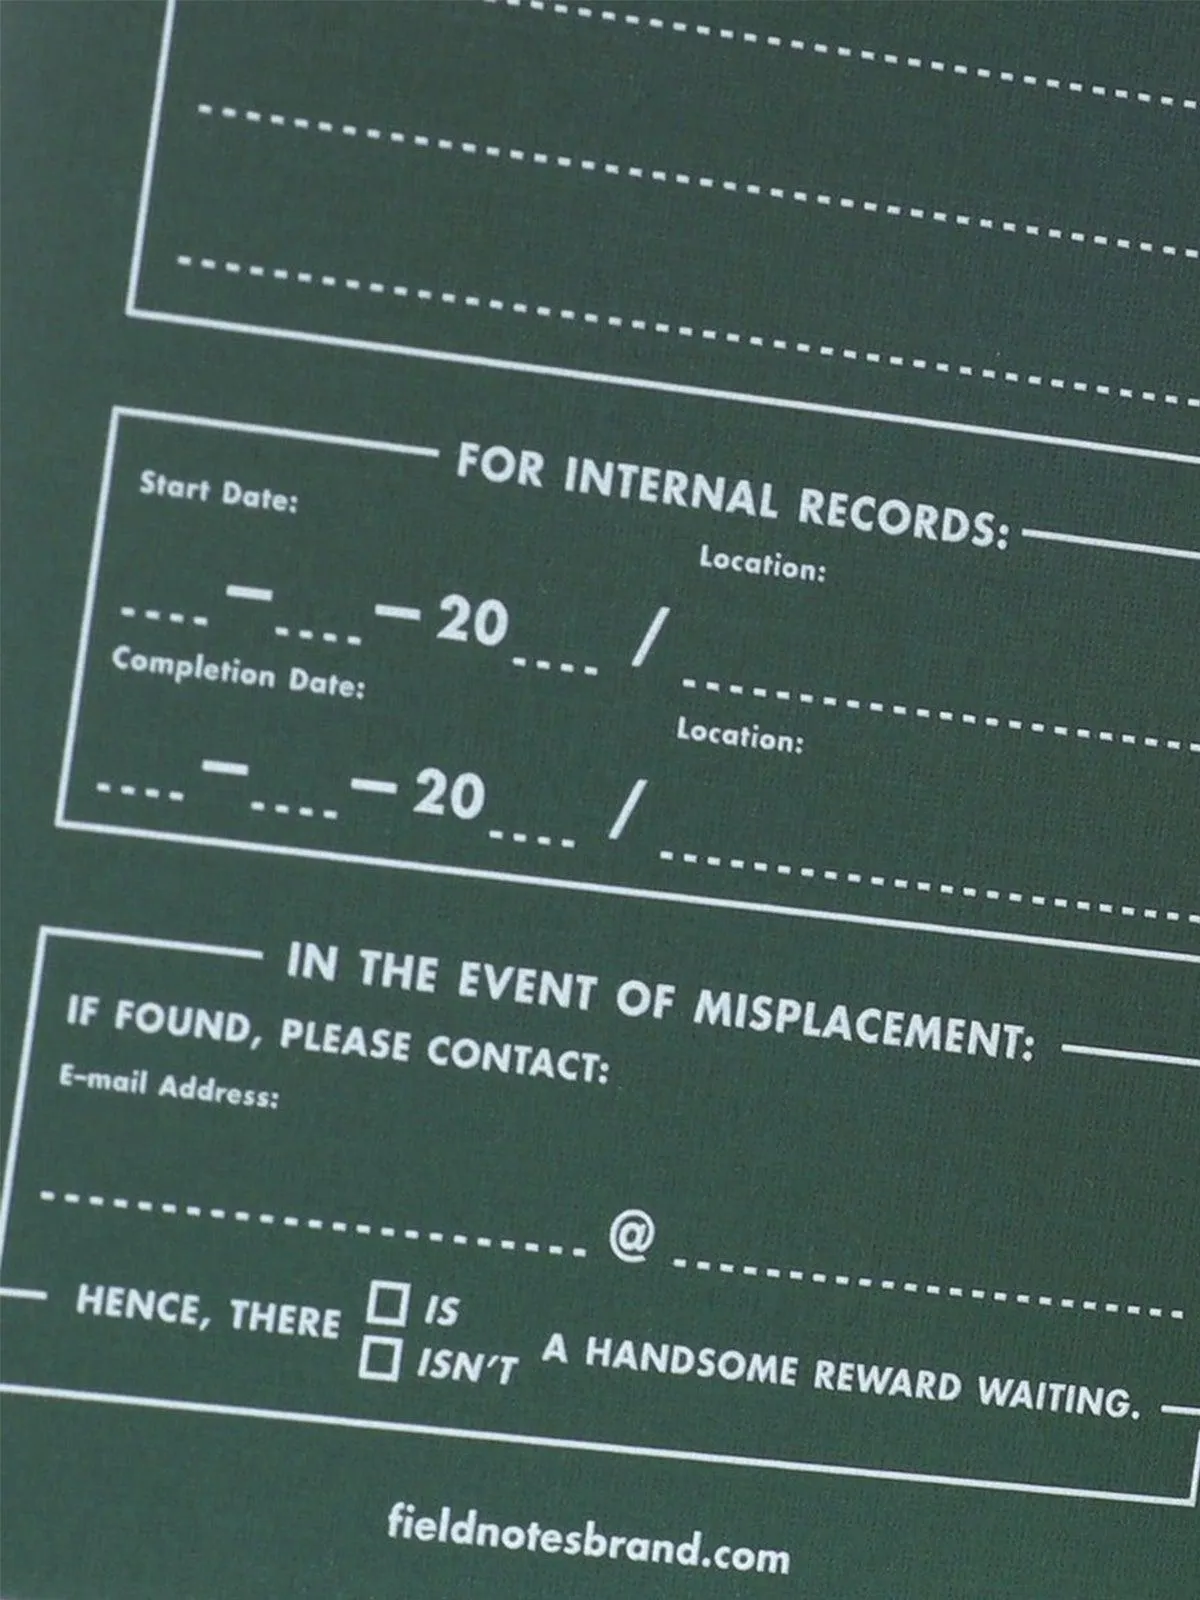 FOR INTERNAL RECORDS:
Start Date:
Location:
– – 20 /
Completion Date:
Location:
– – 20 /
IN THE EVENT OF MISPLACEMENT:
IF FOUND, PLEASE CONTACT:
E-mail Address:
@
HENCE, THERE □ IS
□ ISN'T
A HANDSOME REWARD WAITING.
fieldnotesbrand.com